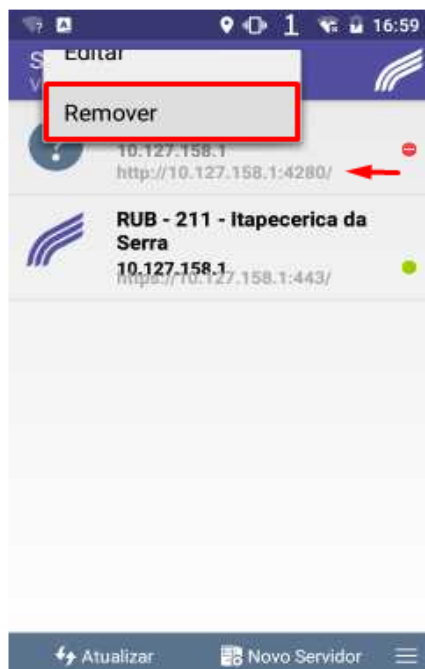 1 16:59
S
V
Editar
Remover
10.127.158.1
http://10.127.158.1:4280/
RUB - 211 - Itapecerica da
Serra
10.127.158.1
https://10.127.158.1:443/
Atualizar Novo Servidor